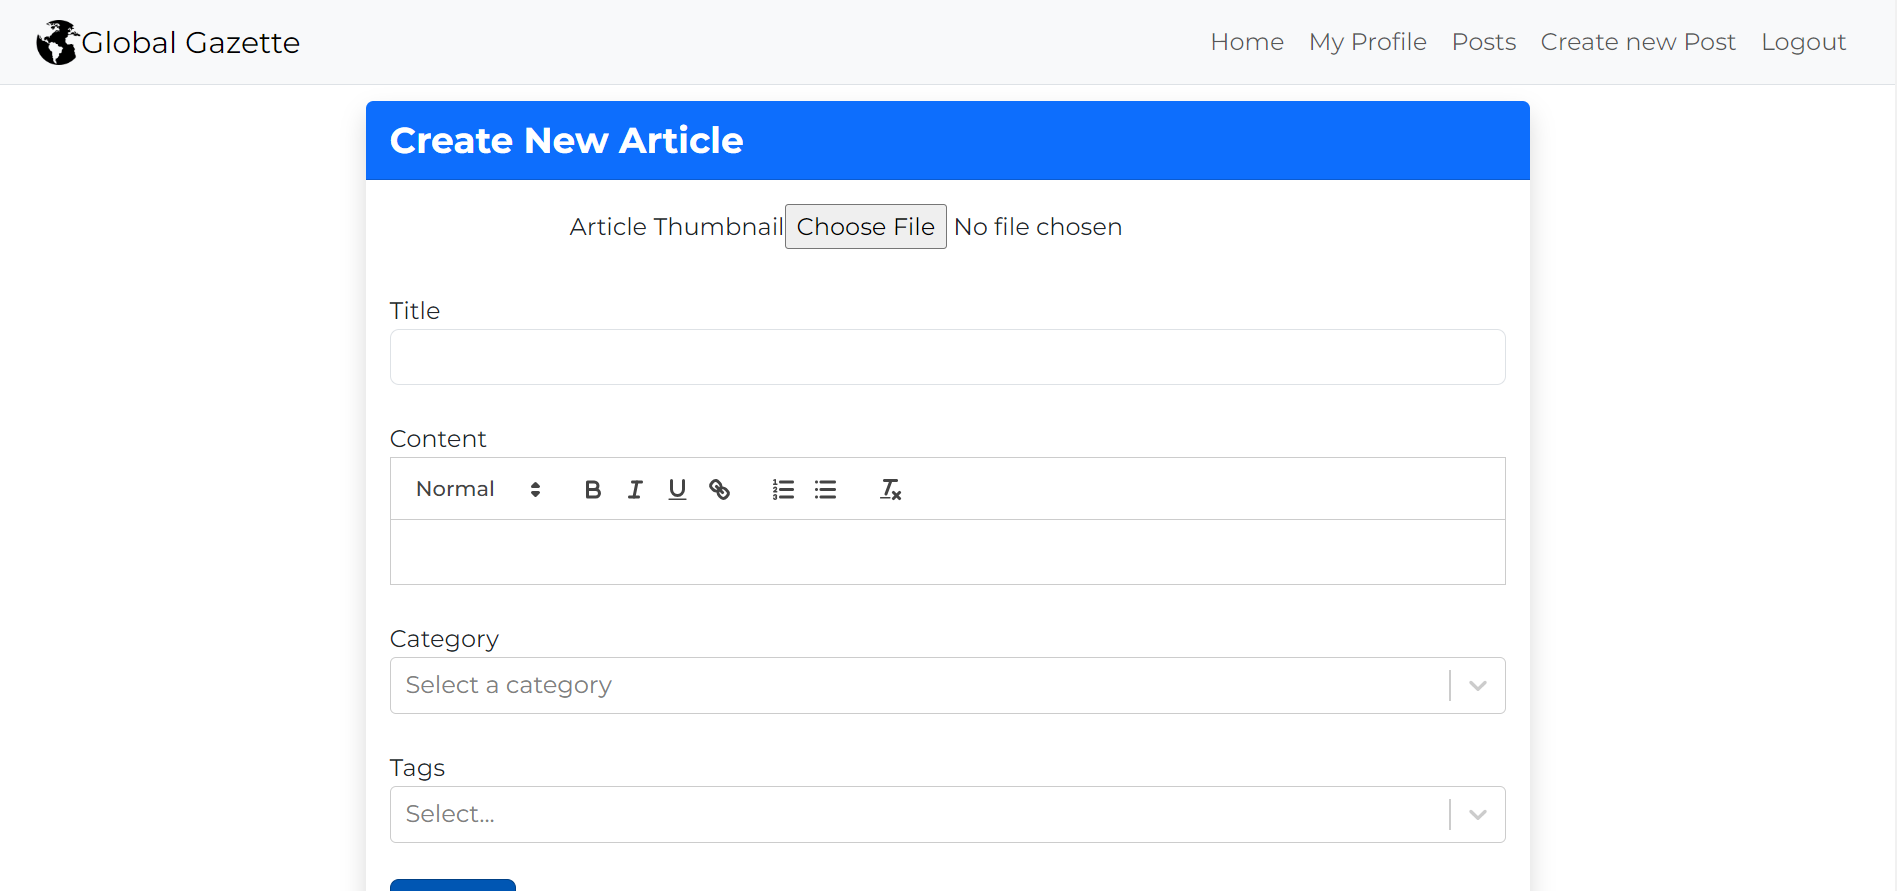 Global Gazette
Home My Profile Posts Create new Post Logout
Create New Article
Article Thumbnail Choose File No file chosen
Title
Content
Normal B I U
Category
Select a category
Tags
Select...